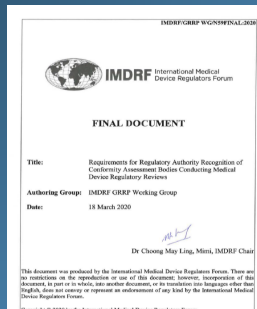 IMDRF/GRRP WG/N59FINAL:2020
IMDRF International Medical
Device Regulators Forum
FINAL DOCUMENT
Title: Requirements for Regulatory Authority Recognition of
Conformity Assessment Bodies Conducting Medical
Device Regulatory Reviews
Authoring Group: IMDRF GRRP Working Group
Date: 18 March 2020
Dr Choong May Ling, Mimi, IMDRF Chair
This document was produced by the International Medical Device Regulators Forum. There are
no restrictions on the reproduction or use of this document; however, incorporation of this
document, in part or in whole, into another document, or its translation into languages other than
English, does not convey or represent an endorsement of any kind by the International Medical
Device Regulators Forum.